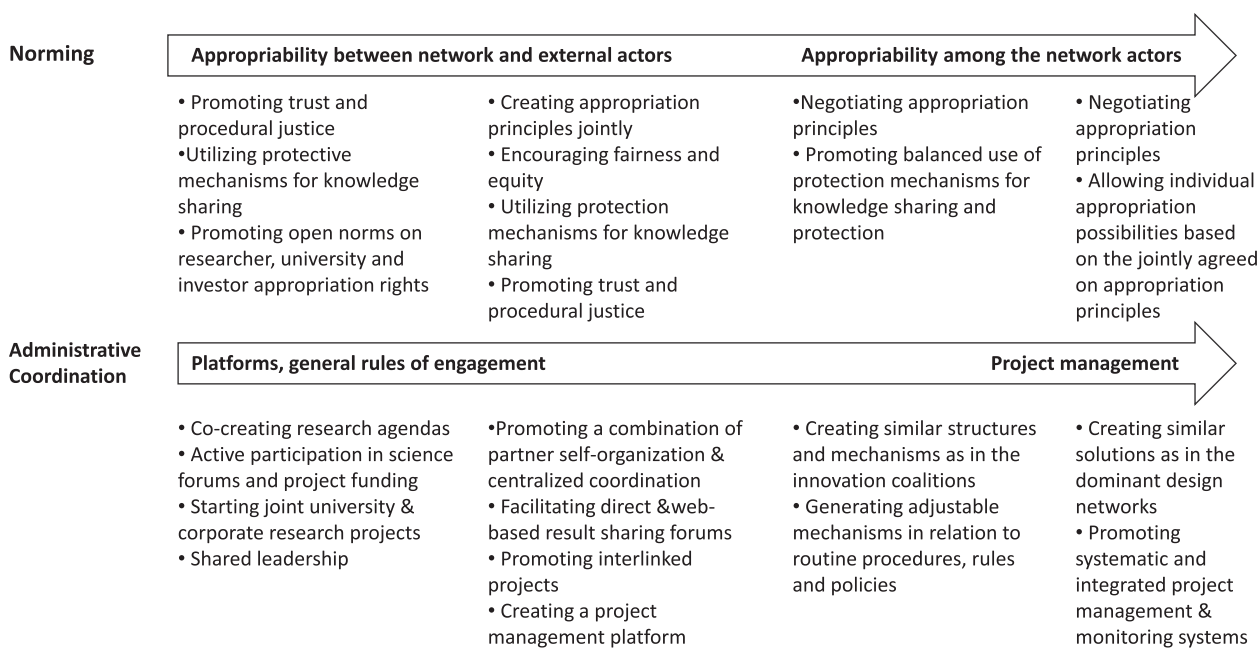 Norming
Appropriability between network and external actors
Appropriability among the network actors
• Promoting trust and
procedural justice
•Utilizing protective
mechanisms for knowledge
sharing
• Promoting open norms on
researcher, university and
investor appropriation rights
• Creating appropriation
principles jointly
• Encouraging fairness and
equity
• Utilizing protection
mechanisms for knowledge
sharing
• Promoting trust and
procedural justice
•Negotiating appropriation
principles
• Promoting balanced use of
protection mechanisms for
knowledge sharing and
protection
• Negotiating
appropriation
principles
• Allowing individual
appropriation
possibilities based
on the jointly agreed
on appropriation
principles
Administrative
Coordination
Platforms, general rules of engagement
Project management
• Co-creating research agendas
• Active participation in science
forums and project funding
• Starting joint university &
corporate research projects
• Shared leadership
•Promoting a combination of
partner self-organization &
centralized coordination
• Facilitating direct &web-
based result sharing forums
• Promoting interlinked
projects
• Creating a project
management platform
• Creating similar structures
and mechanisms as in the
innovation coalitions
• Generating adjustable
mechanisms in relation to
routine procedures, rules
and policies
• Creating similar
solutions as in the
dominant design
networks
• Promoting
systematic and
integrated project
management &
monitoring systems